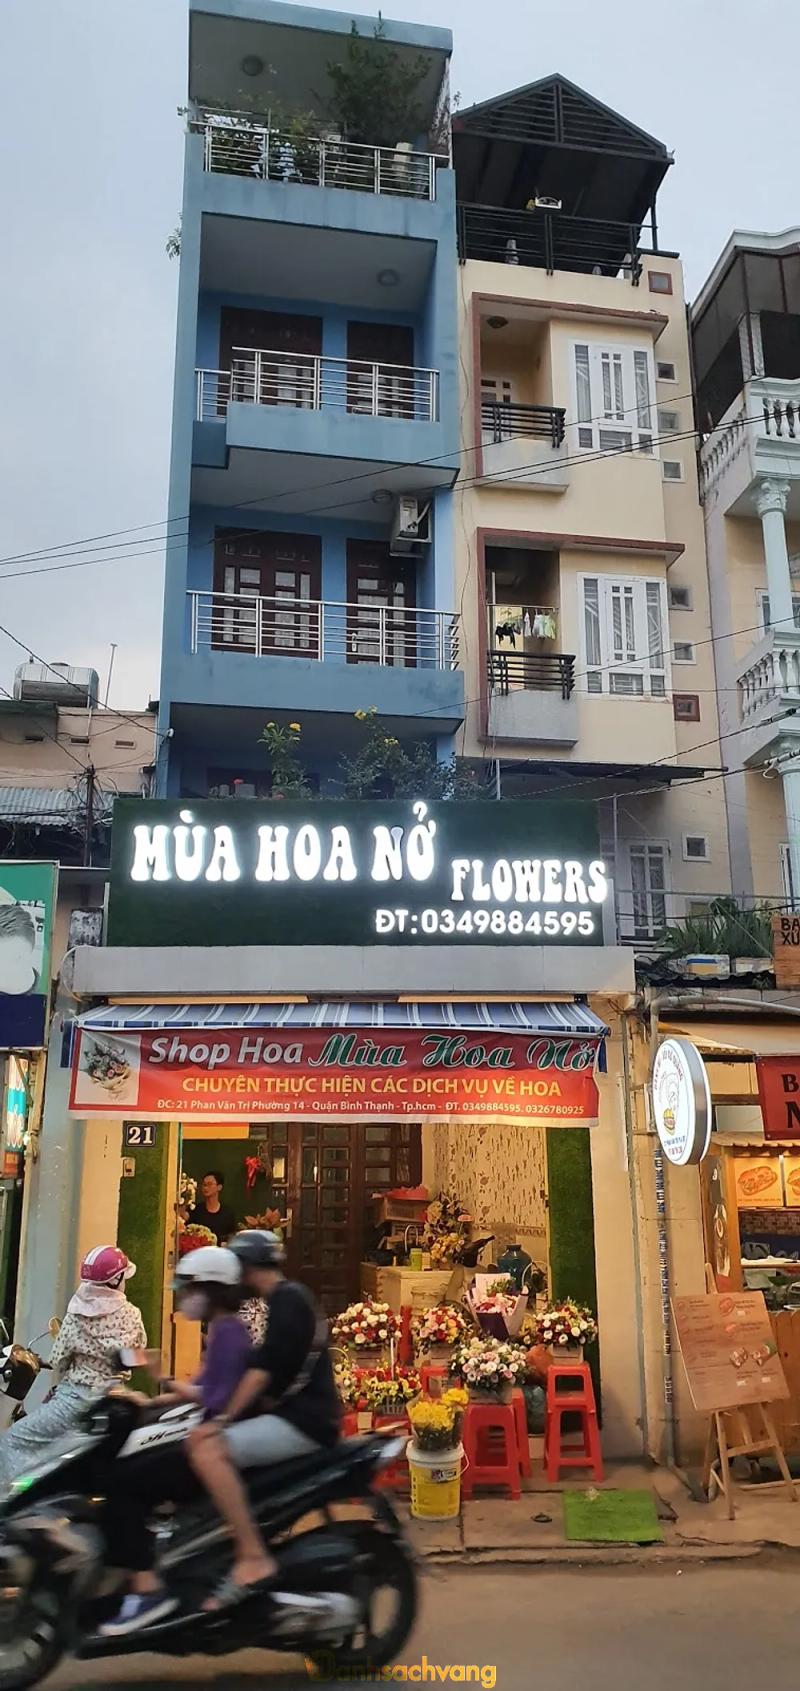 MÙA HOA NỞ
FLOWERS
ĐT:0349884595
Shop Hoa Mùa Hoa Nở
CHUYÊN THỰC HIỆN CÁC DỊCH VỤ VỀ HOA
ĐC: 21 Phan Văn Trị Phường 14 - Quận Bình Thạnh - Tp.hcm - ĐT. 0349884595. 0326780925
21
Danhsachvang